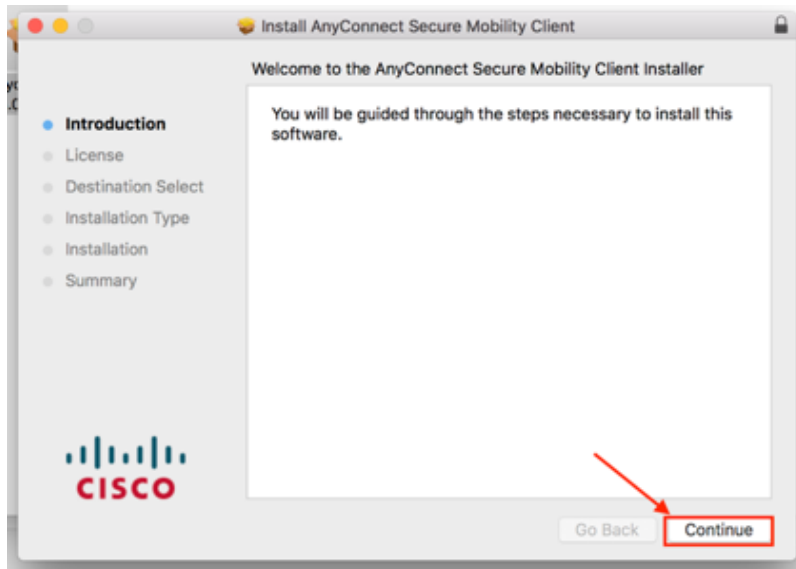 Install AnyConnect Secure Mobility Client
Welcome to the AnyConnect Secure Mobility Client Installer
Introduction
License
Destination Select
Installation Type
Installation
Summary
You will be guided through the steps necessary to install this
software.
CISCO
Go Back
Continue